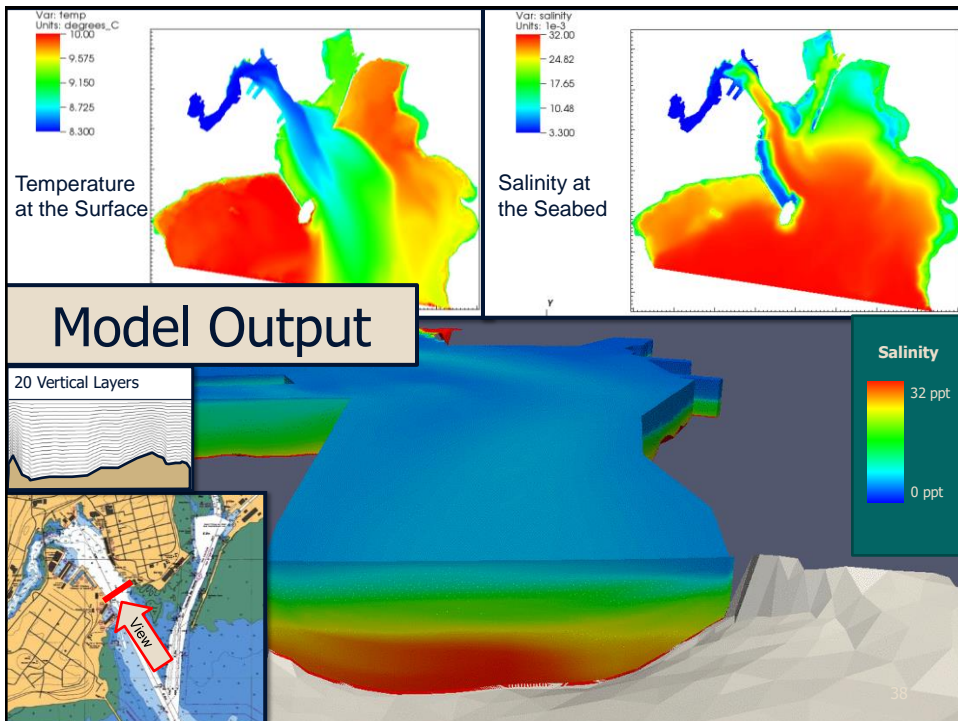 Var: temp
Units: degrees_C
10.00
9.575
9.150
8.725
8.300
Temperature
at the Surface
Var: salinity
Units: 1e-3
32.00
24.82
17.65
10.48
3.300
Salinity at
the Seabed
Y
Model Output
20 Vertical Layers
Salinity
32 ppt
0 ppt
View
38